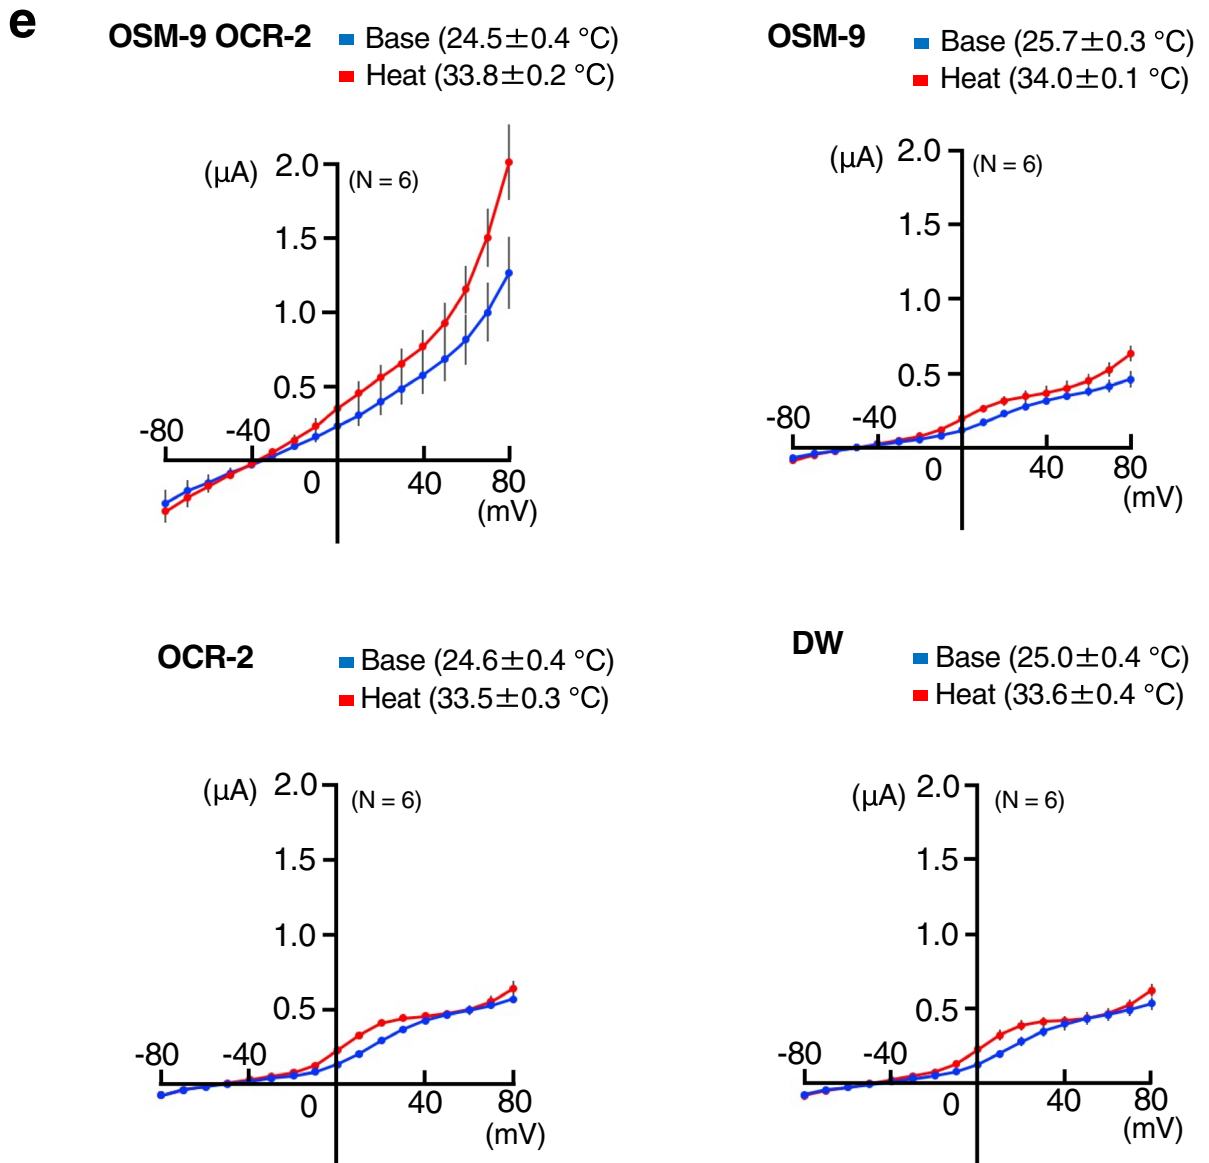 e
OSM-9 OCR-2
Base (24.5±0.4 °C)
Heat (33.8±0.2 °C)
(μA)
2.0
(N = 6)
1.5
1.0
0.5
-80
-40
0
40
80
(mV)
OSM-9
Base (25.7±0.3 °C)
Heat (34.0±0.1 °C)
(μA)
2.0
(N = 6)
1.5
1.0
0.5
-80
-40
0
40
80
(mV)
OCR-2
Base (24.6±0.4 °C)
Heat (33.5±0.3 °C)
(μA)
2.0
(N = 6)
1.5
1.0
0.5
-80
-40
0
40
80
(mV)
DW
Base (25.0±0.4 °C)
Heat (33.6±0.4 °C)
(μA)
2.0
(N = 6)
1.5
1.0
0.5
-80
-40
0
40
80
(mV)